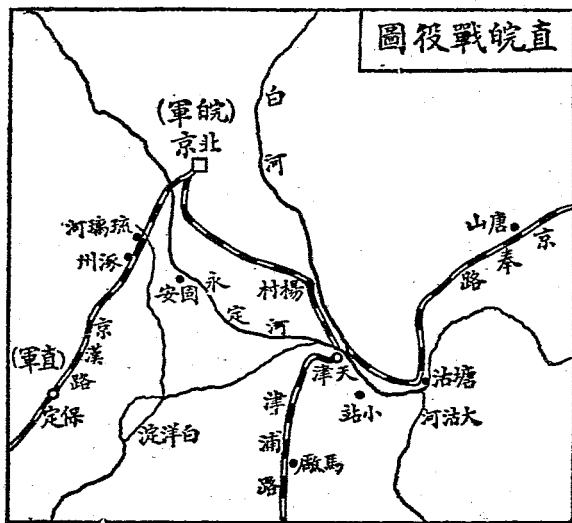 直皖戰役圖
白河
(皖軍)
北京
唐山
京奉路
琉璃河
涿州
固安
永定河
楊村
京漢路
(直軍)
保定
白洋淀
天津
塘沽
小站
大沽河
津浦路
馬廠